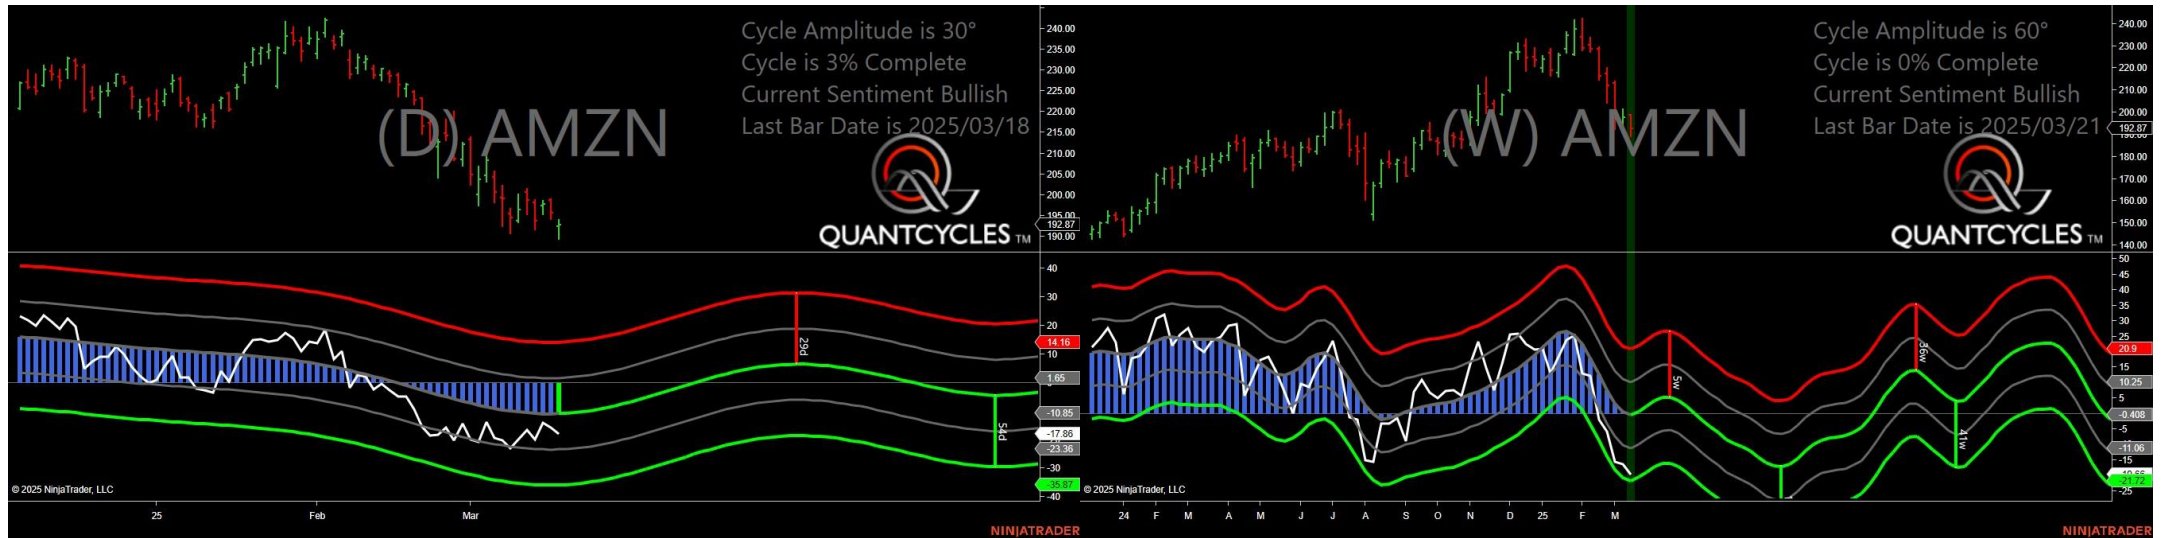 Cycle Amplitude is 30°
Cycle is 3% Complete
Current Sentiment Bullish
Last Bar Date is 2025/03/18
(D) AMZN
QUANTCYCLES TM
240.00
235.00
230.00
225.00
220.00
215.00
210.00
205.00
200.00
195.00
192.87
190.00
40
30
20
14.16
10
1.65
-10.85
-17.86
-23.36
-30
-35.87
-40
29d
54d
© 2025 NinjaTrader, LLC
25 Feb Mar
NINJATRADER
Cycle Amplitude is 60°
Cycle is 0% Complete
Current Sentiment Bullish
Last Bar Date is 2025/03/21
(W) AMZN
QUANTCYCLES TM
240.00
230.00
220.00
210.00
200.00
192.87
190.00
180.00
170.00
160.00
150.00
140.00
50
45
40
35
30
25
20.9
15
10.25
5
-0.408
-5
-11.06
-15
-21.72
-25
5w
36w
41w
© 2025 NinjaTrader, LLC
24 F M A M J J A S O N D 25 F M
NINJATRADER